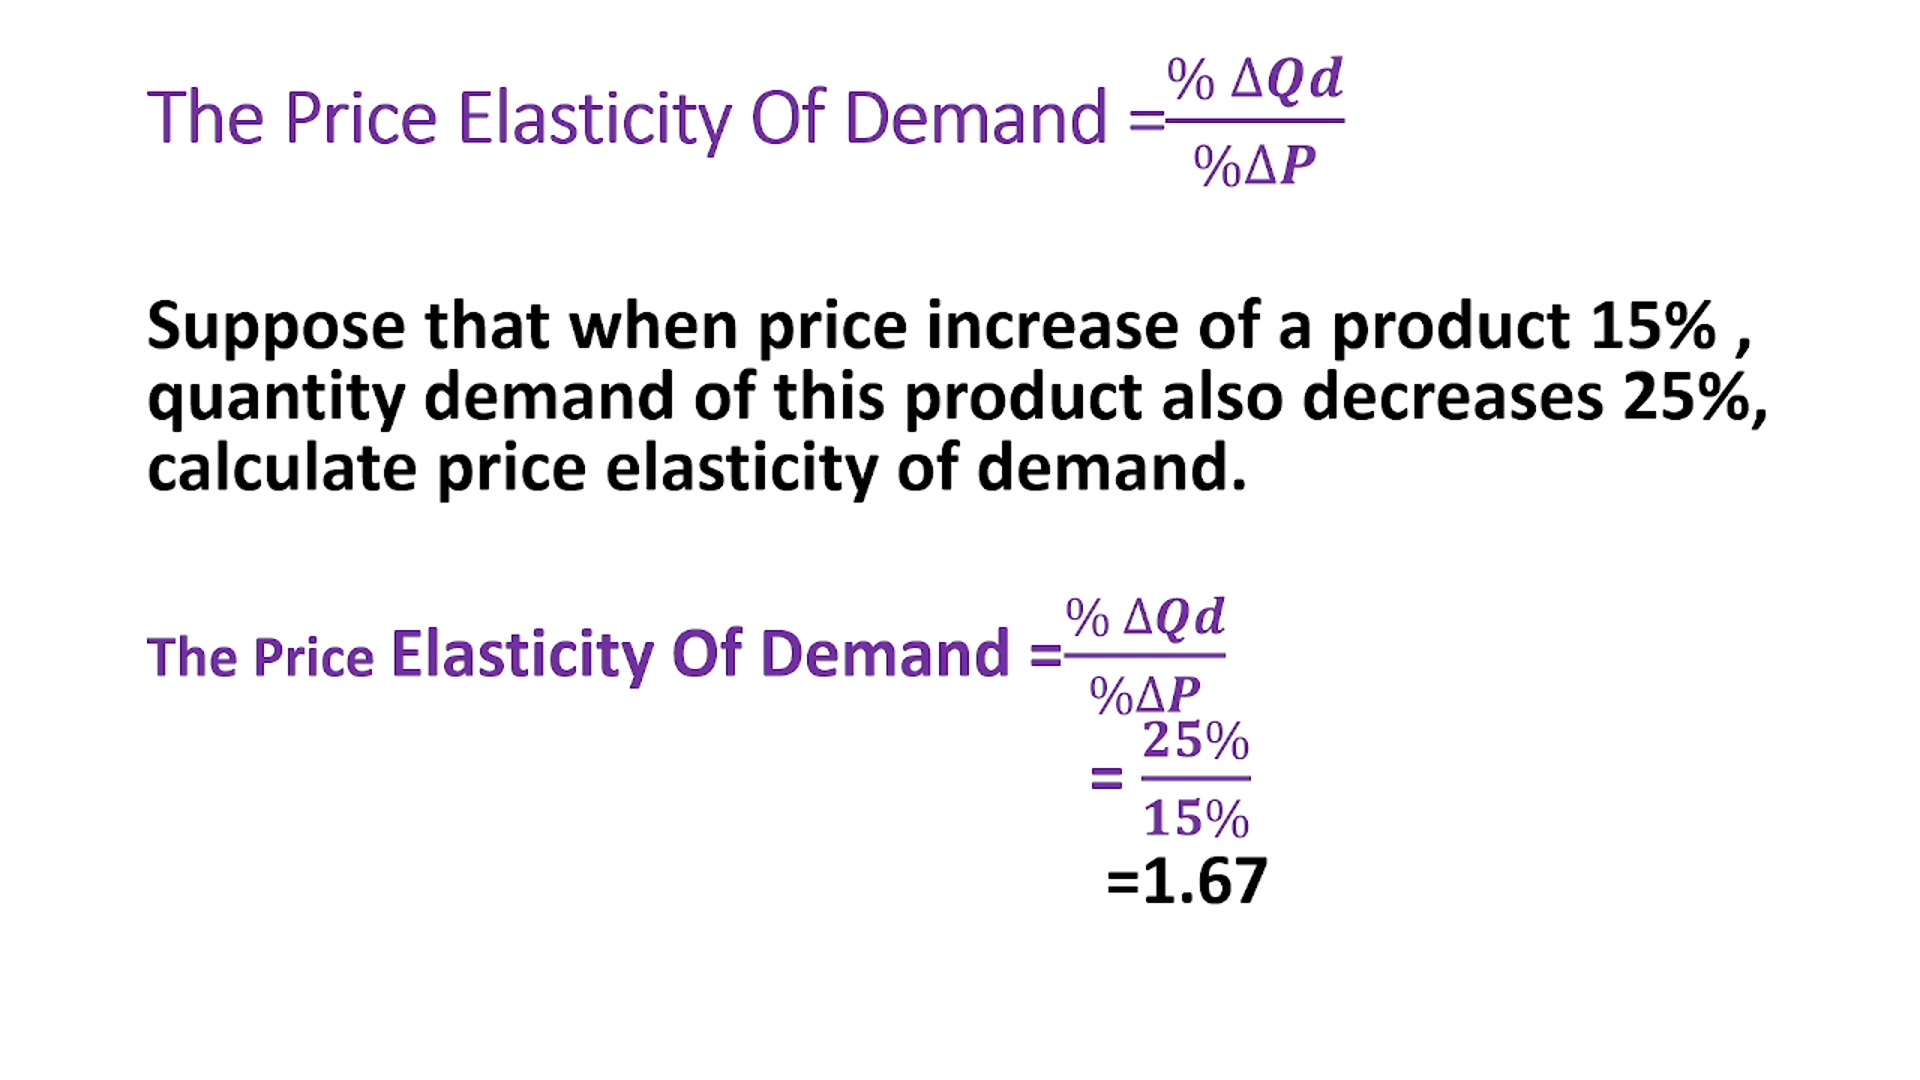 The Price Elasticity Of Demand =% ΔQd
%ΔP
Suppose that when price increase of a product 15% ,
quantity demand of this product also decreases 25%,
calculate price elasticity of demand.
The Price Elasticity Of Demand =% ΔQd
%ΔP
= 25%
15%
=1.67